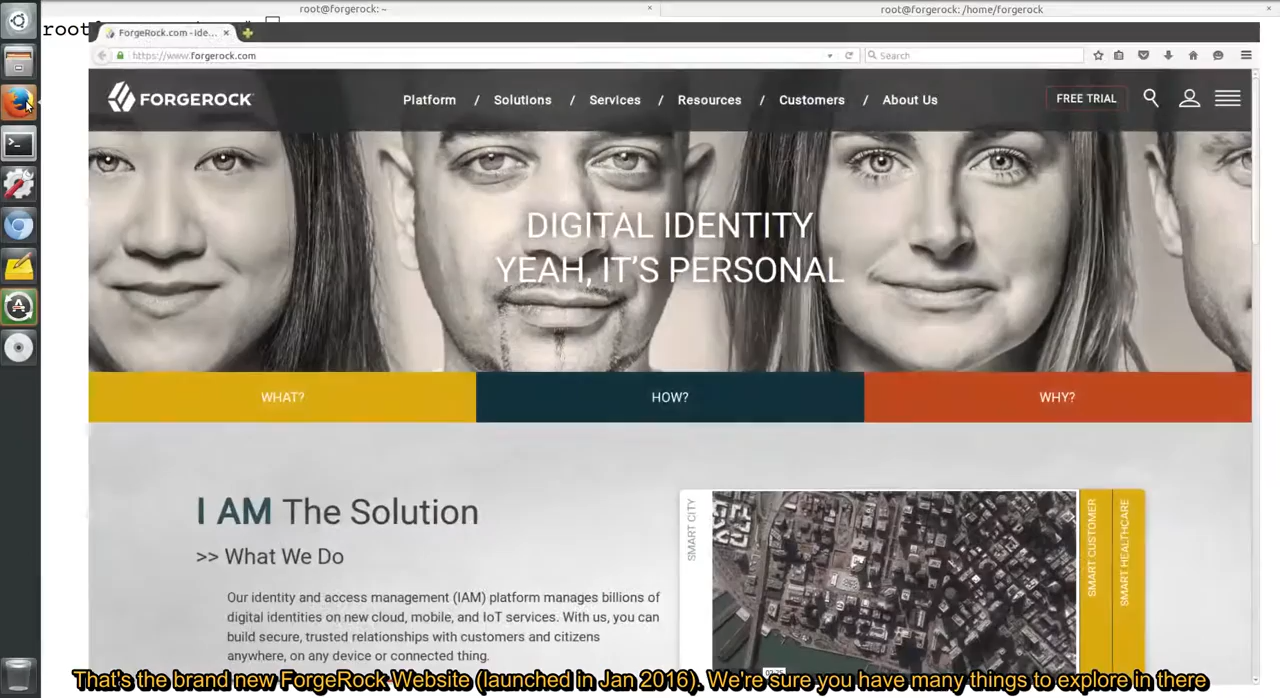 root@forgerock: ~
root@forgerock: /home/forgerock
root
ForgeRock.com - Ide...
https://www.forgerock.com
Search
FORGEROCK
Platform / Solutions / Services / Resources / Customers / About Us
FREE TRIAL
DIGITAL IDENTITY
YEAH, IT'S PERSONAL
WHAT?
HOW?
WHY?
I AM The Solution
>> What We Do
Our identity and access management (IAM) platform manages billions of
digital identities on new cloud, mobile, and IoT services. With us, you can
build secure, trusted relationships with customers and citizens
anywhere, on any device or connected thing.
SMART CITY
SMART CUSTOMER
SMART HEALTHCARE
That's the brand new ForgeRock Website (launched in Jan 2016). We're sure you have many things to explore in there